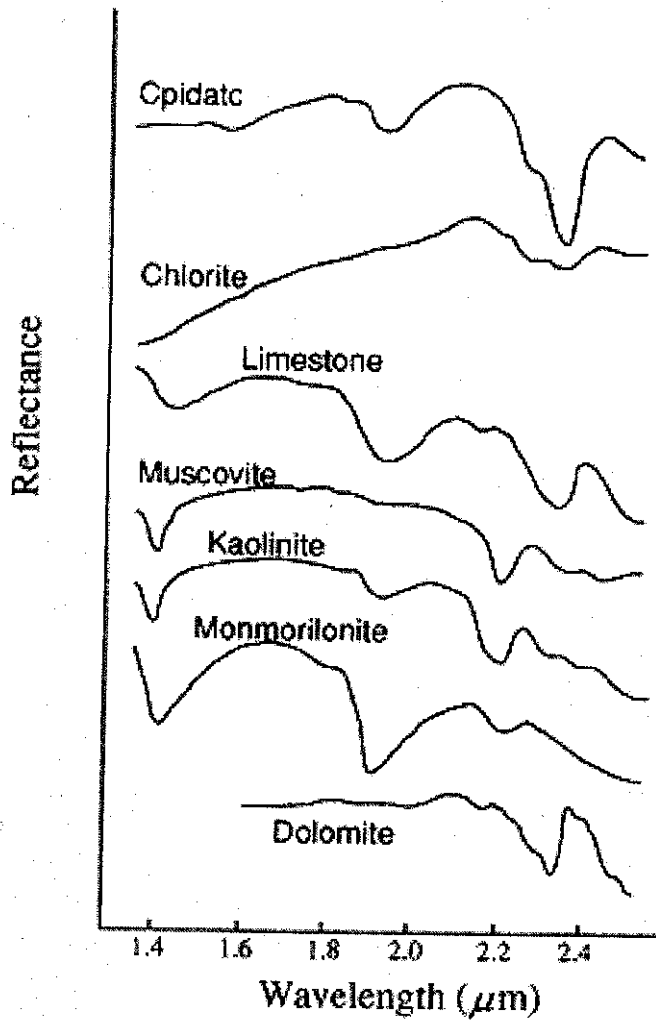 Cpidatc
Chlorite
Limestone
Muscovite
Kaolinite
Monmorilonite
Dolomite
Reflectance
1.4 1.6 1.8 2.0 2.2 2.4
Wavelength (μm)